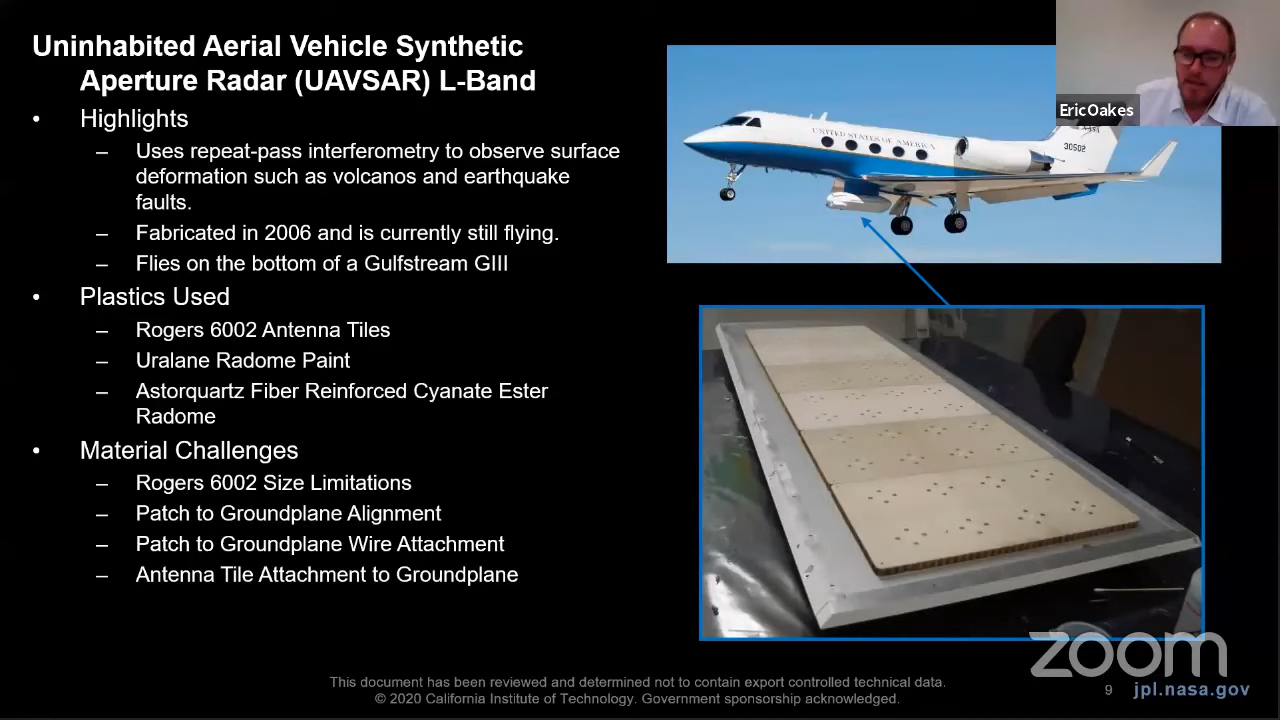 Uninhabited Aerial Vehicle Synthetic
Aperture Radar (UAVSAR) L-Band
• Highlights
– Uses repeat-pass interferometry to observe surface
deformation such as volcanos and earthquake
faults.
– Fabricated in 2006 and is currently still flying.
– Flies on the bottom of a Gulfstream GIII
• Plastics Used
– Rogers 6002 Antenna Tiles
– Uralane Radome Paint
– Astorquartz Fiber Reinforced Cyanate Ester
Radome
• Material Challenges
– Rogers 6002 Size Limitations
– Patch to Groundplane Alignment
– Patch to Groundplane Wire Attachment
– Antenna Tile Attachment to Groundplane
Eric Oakes
UNITED STATES OF AMERICA
30502
zoom
This document has been reviewed and determined not to contain export controlled technical data.
© 2020 California Institute of Technology. Government sponsorship acknowledged.
9 jpl.nasa.gov